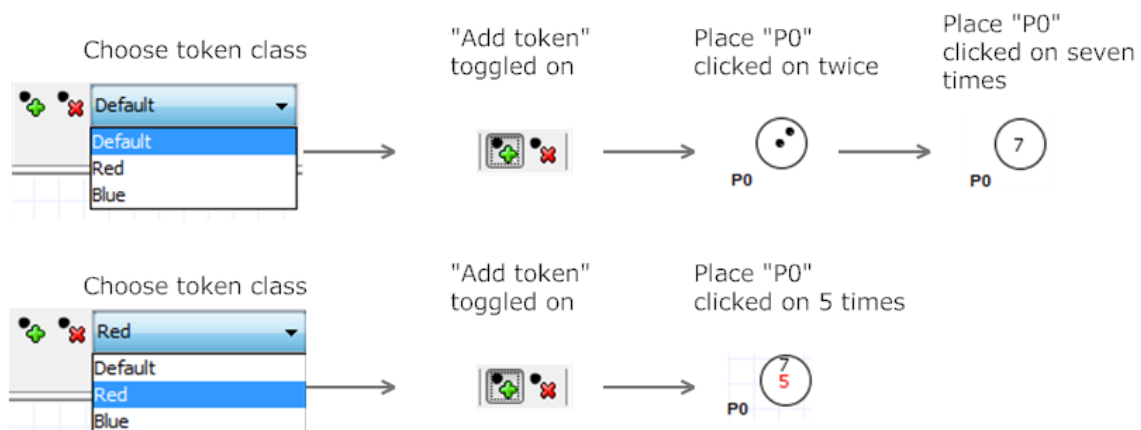 Choose token class
"Add token"
toggled on
Place "P0"
clicked on twice
Place "P0"
clicked on seven
times
Default
Default
Red
Blue
P0
7
P0
Choose token class
"Add token"
toggled on
Place "P0"
clicked on 5 times
Red
Default
Red
Blue
7
5
P0